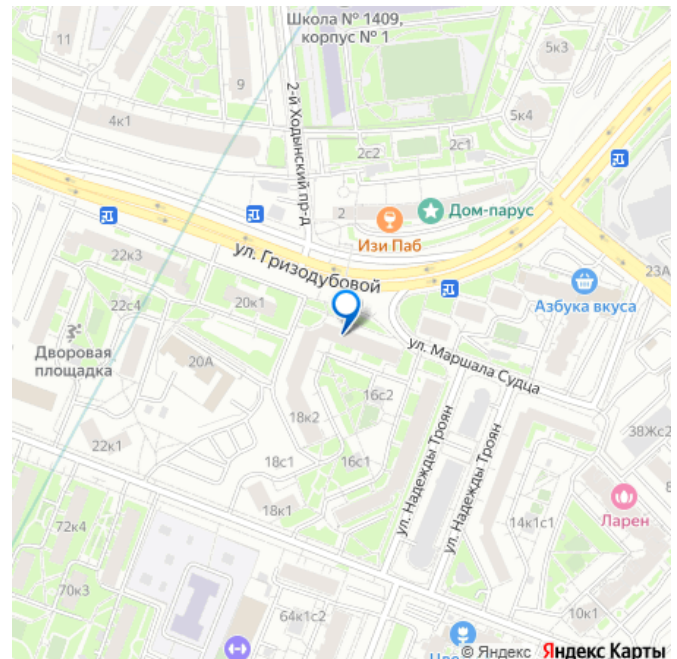 Школа № 1409,
корпус № 1
11
9
4к1
2-й Ходынский пр-д
5к3
5к4
2с2
2с1
2
Дом-парус
Изи Паб
ул. Гризодубовой
22к3
22с4
20к1
23А
Азбука вкуса
Дворовая
площадка
20А
ул. Маршала Судца
16с2
18к2
22к1
18с1
16с1
ул. Надежды Троян
ул. Надежды Троян
38Жс2
Ларен
18к1
14к1с1
72к4
70к3
64к1с2
10к1
© Яндекс Яндекс Карты